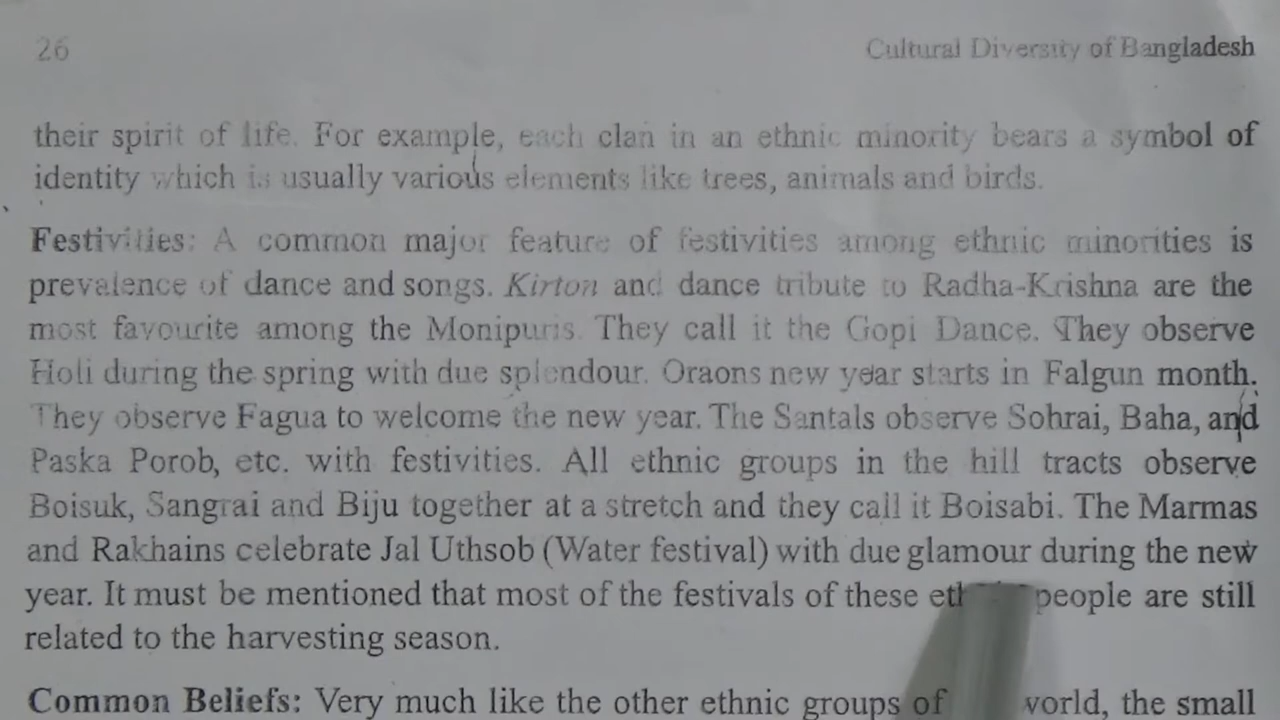 26
Cultural Diversity of Bangladesh
their spirit of life. For example, each clan in an ethnic minority bears a symbol of
identity which is usually various elements like trees, animals and birds.
Festivities: A common major feature of festivities among ethnic minorities is
prevalence of dance and songs. Kirton and dance tribute to Radha-Krishna are the
most favourite among the Monipuris. They call it the Gopi Dance. They observe
Holi during the spring with due splendour. Oraons new year starts in Falgun month.
They observe Fagua to welcome the new year. The Santals observe Sohrai, Baha, and
Paska Porob, etc. with festivities. All ethnic groups in the hill tracts observe
Boisuk, Sangrai and Biju together at a stretch and they call it Boisabi. The Marmas
and Rakhains celebrate Jal Uthsob (Water festival) with due glamour during the new
year. It must be mentioned that most of the festivals of these people are still
related to the harvesting season.
Common Beliefs: Very much like the other ethnic groups of world, the small